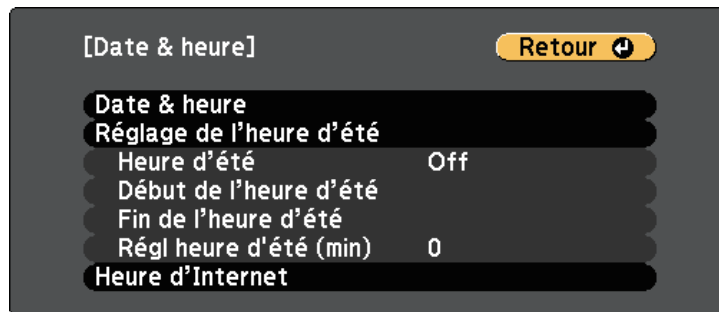 [Date & heure] Retour
Date & heure
Réglage de l’heure d’été
Heure d’été Off
Début de l’heure d’été
Fin de l’heure d’été
Régl heure d'été (min) 0
Heure d’Internet